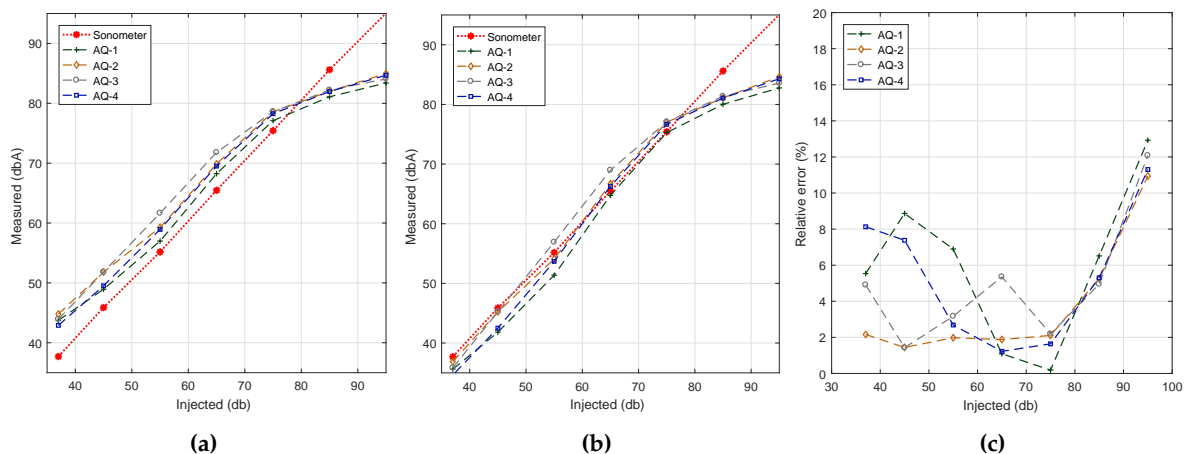 Measured (dbA)
90
80
70
60
50
40
Sonometer
AQ-1
AQ-2
AQ-3
AQ-4
40 50 60 70 80 90
Injected (db)
(a)
Measured (dbA)
90
80
70
60
50
40
Sonometer
AQ-1
AQ-2
AQ-3
AQ-4
40 50 60 70 80 90
Injected (db)
(b)
Relative error (%)
20
18
16
14
12
10
8
6
4
2
0
AQ-1
AQ-2
AQ-3
AQ-4
30 40 50 60 70 80 90 100
Injected (db)
(c)